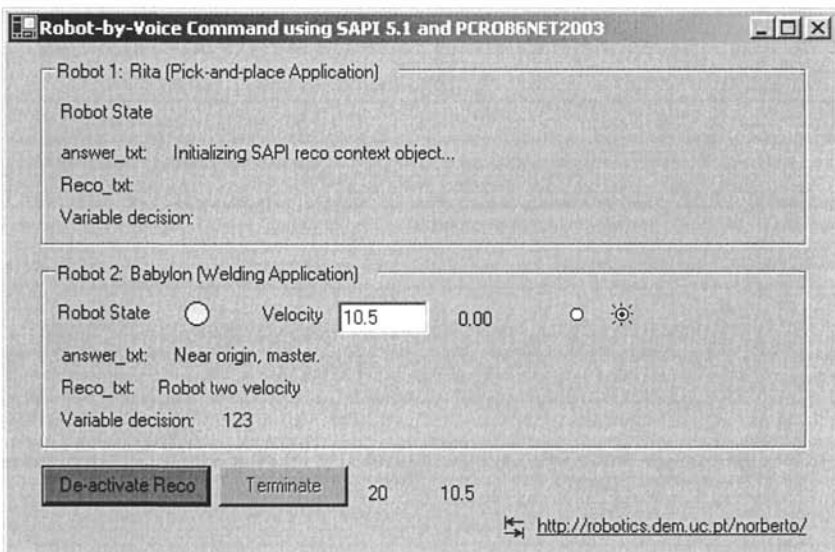 Robot-by-Voice Command using SAPI 5.1 and PCROB6NET2003
Robot 1: Rita (Pick-and-place Application)
Robot State
answer_txt: Initializing SAPI reco context object...
Reco_txt:
Variable decision:
Robot 2: Babylon (Welding Application)
Robot State Velocity 10.5 0.00
answer_txt: Near origin, master.
Reco_txt: Robot two velocity
Variable decision: 123
De-activate Reco Terminate 20 10.5
http://robotics.dem.uc.pt/norberto/